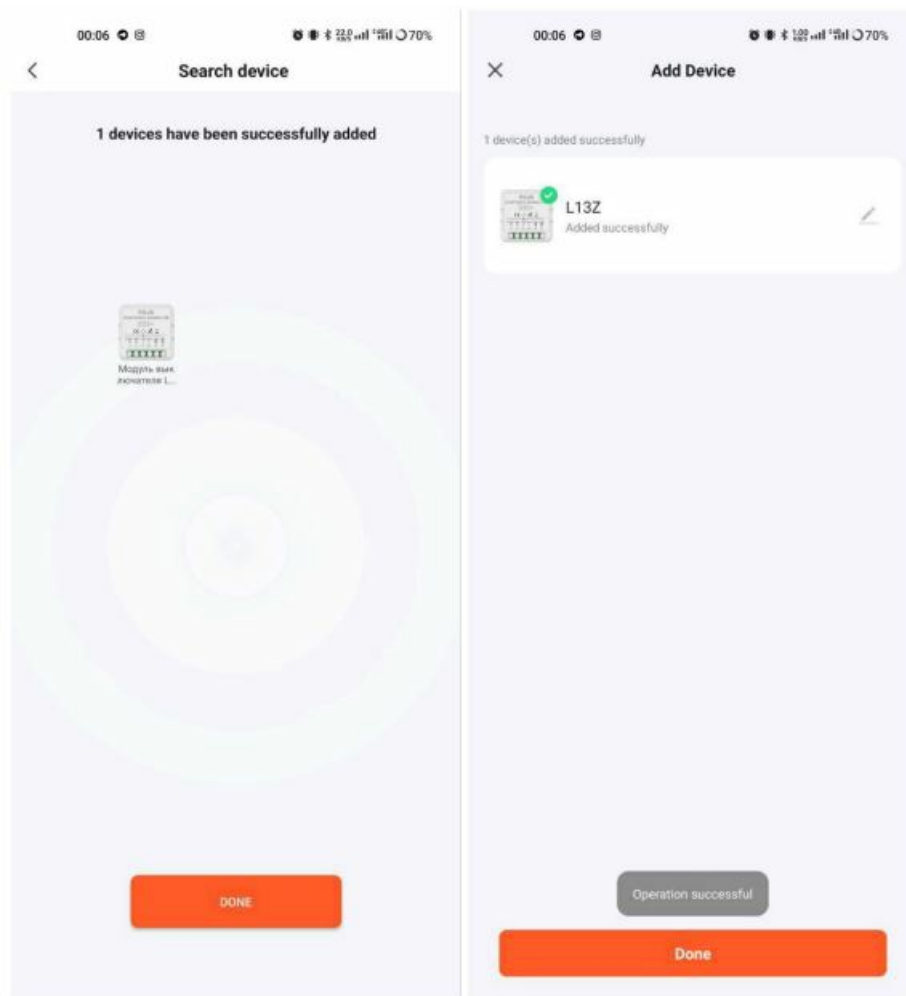 00:06
70%
Search device
1 devices have been successfully added
Модуль вык
лючателя L...
DONE
00:06
70%
Add Device
1 device(s) added successfully
L13Z
Added successfully
Operation successful
Done